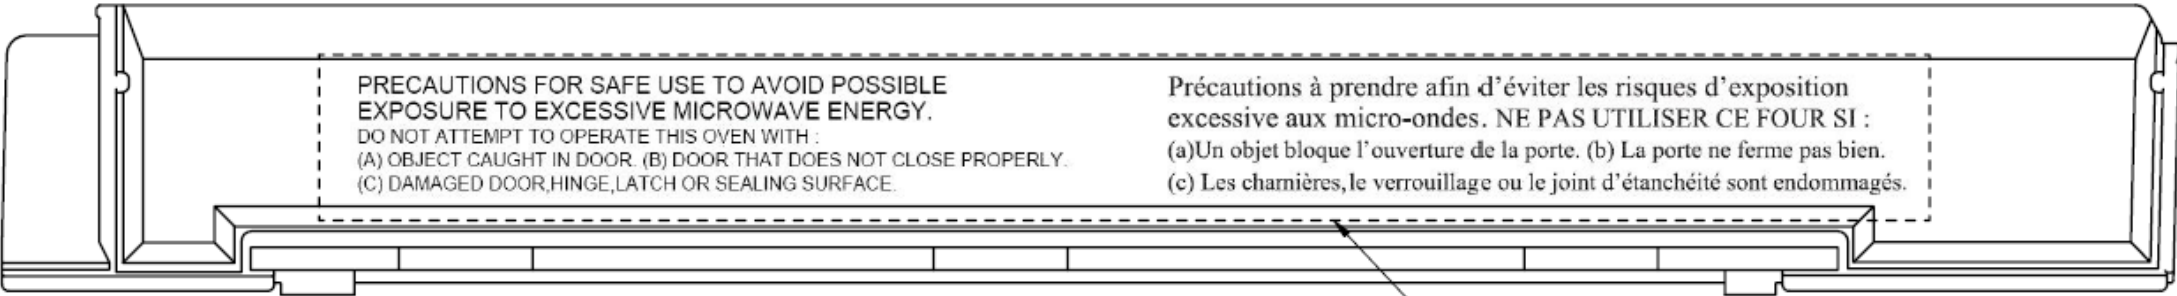 PRECAUTIONS FOR SAFE USE TO AVOID POSSIBLE
EXPOSURE TO EXCESSIVE MICROWAVE ENERGY.
DO NOT ATTEMPT TO OPERATE THIS OVEN WITH :
(A) OBJECT CAUGHT IN DOOR. (B) DOOR THAT DOES NOT CLOSE PROPERLY.
(C) DAMAGED DOOR,HINGE,LATCH OR SEALING SURFACE.
Précautions à prendre afin d’éviter les risques d’exposition
excessive aux micro-ondes. NE PAS UTILISER CE FOUR SI :
(a)Un objet bloque l’ouverture de la porte. (b) La porte ne ferme pas bien.
(c) Les charnières,le verrouillage ou le joint d’étanchéité sont endommagés.